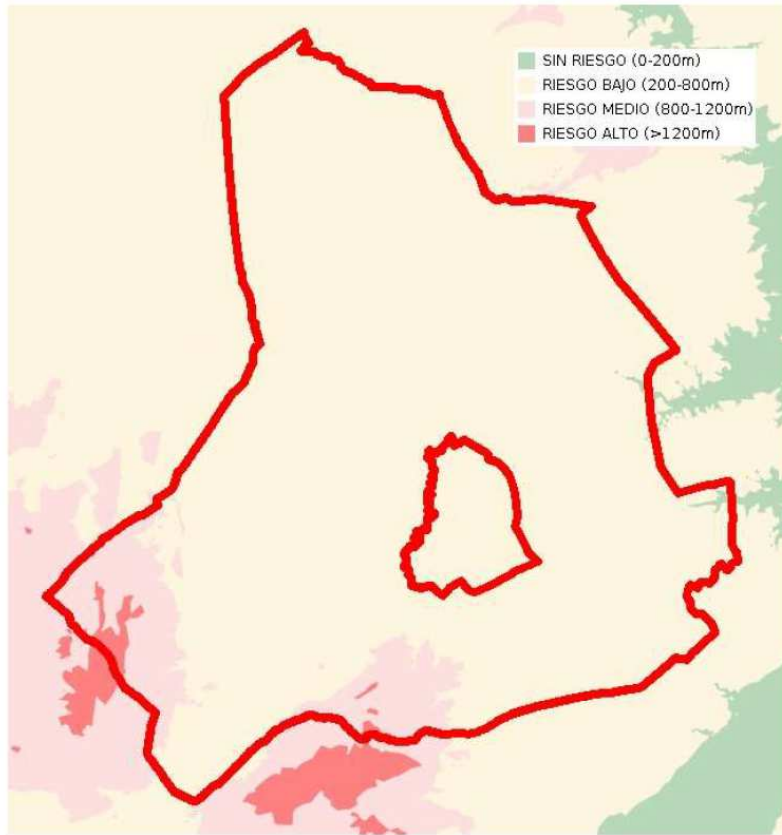 SIN RIESGO (0-200m)
RIESGO BAJO (200-800m)
RIESGO MEDIO (800-1200m)
RIESGO ALTO (>1200m)